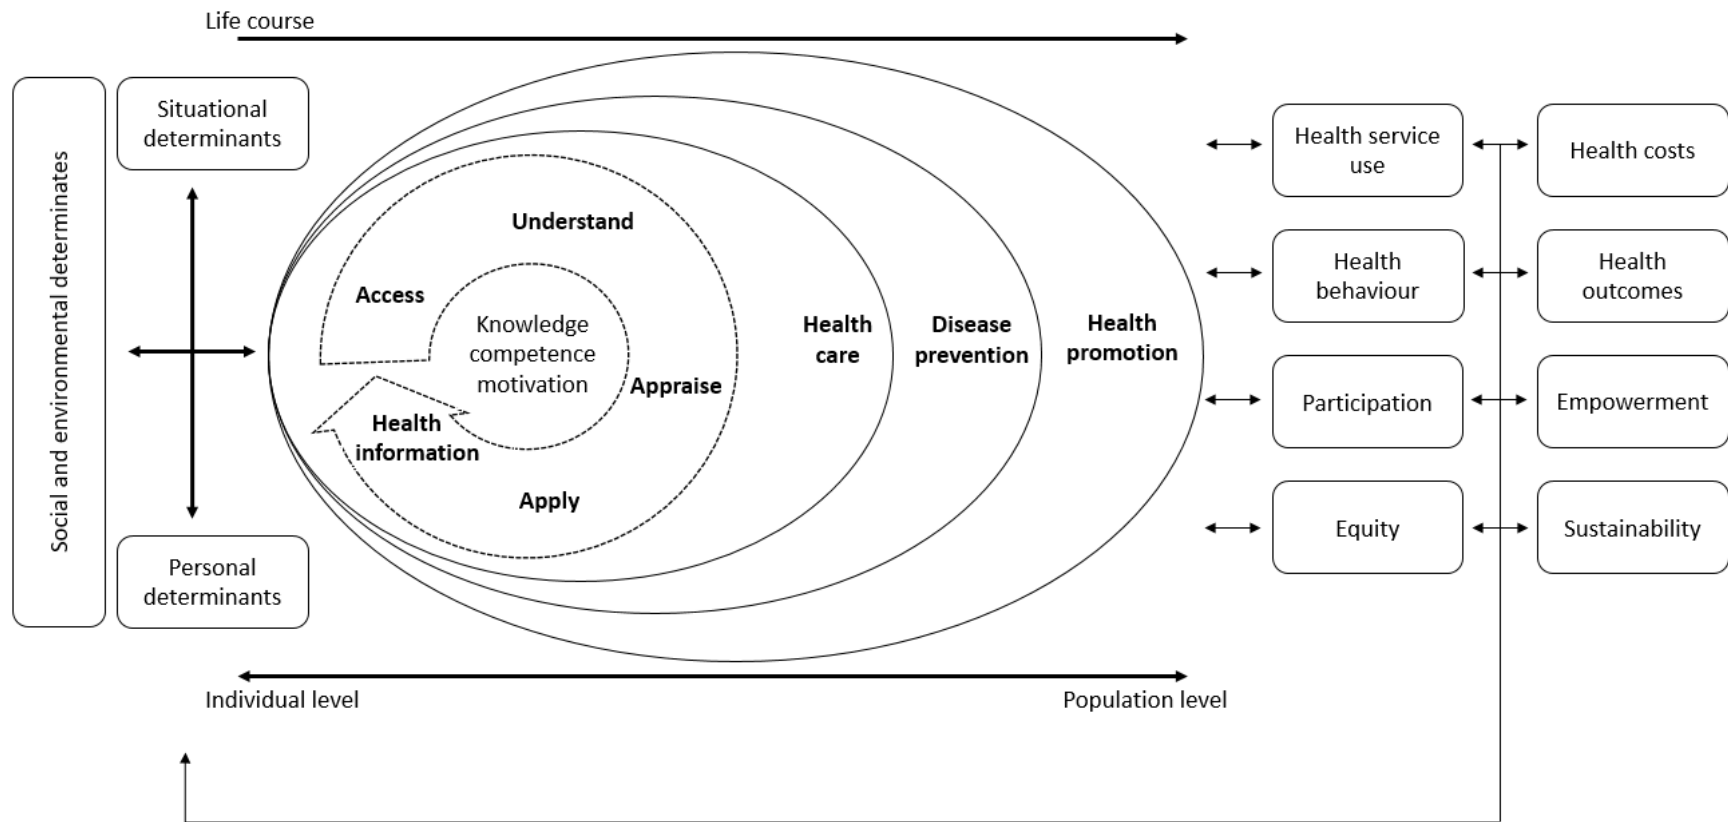 Life course
Social and environmental determinates
Situational
determinants
Personal
determinants
Understand
Access
Knowledge
competence
motivation
Appraise
Health
information
Apply
Health
care
Disease
prevention
Health
promotion
Individual level
Population level
Health service
use
Health costs
Health
behaviour
Health
outcomes
Participation
Empowerment
Equity
Sustainability